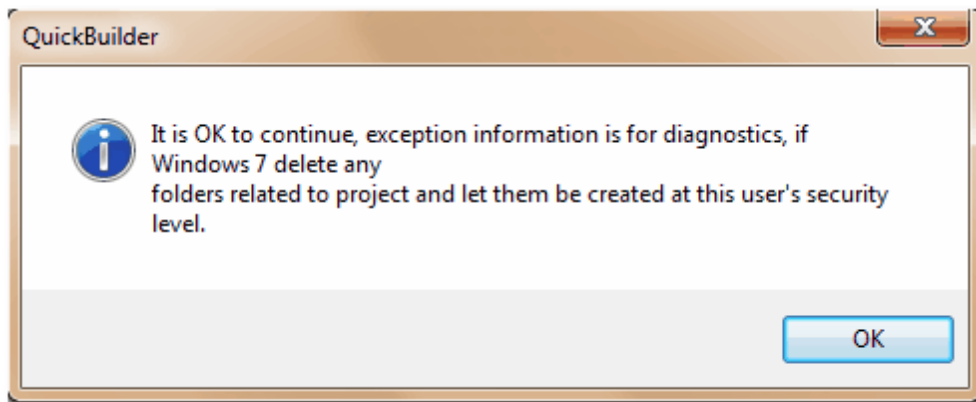 QuickBuilder
It is OK to continue, exception information is for diagnostics, if
Windows 7 delete any
folders related to project and let them be created at this user's security
level.
OK